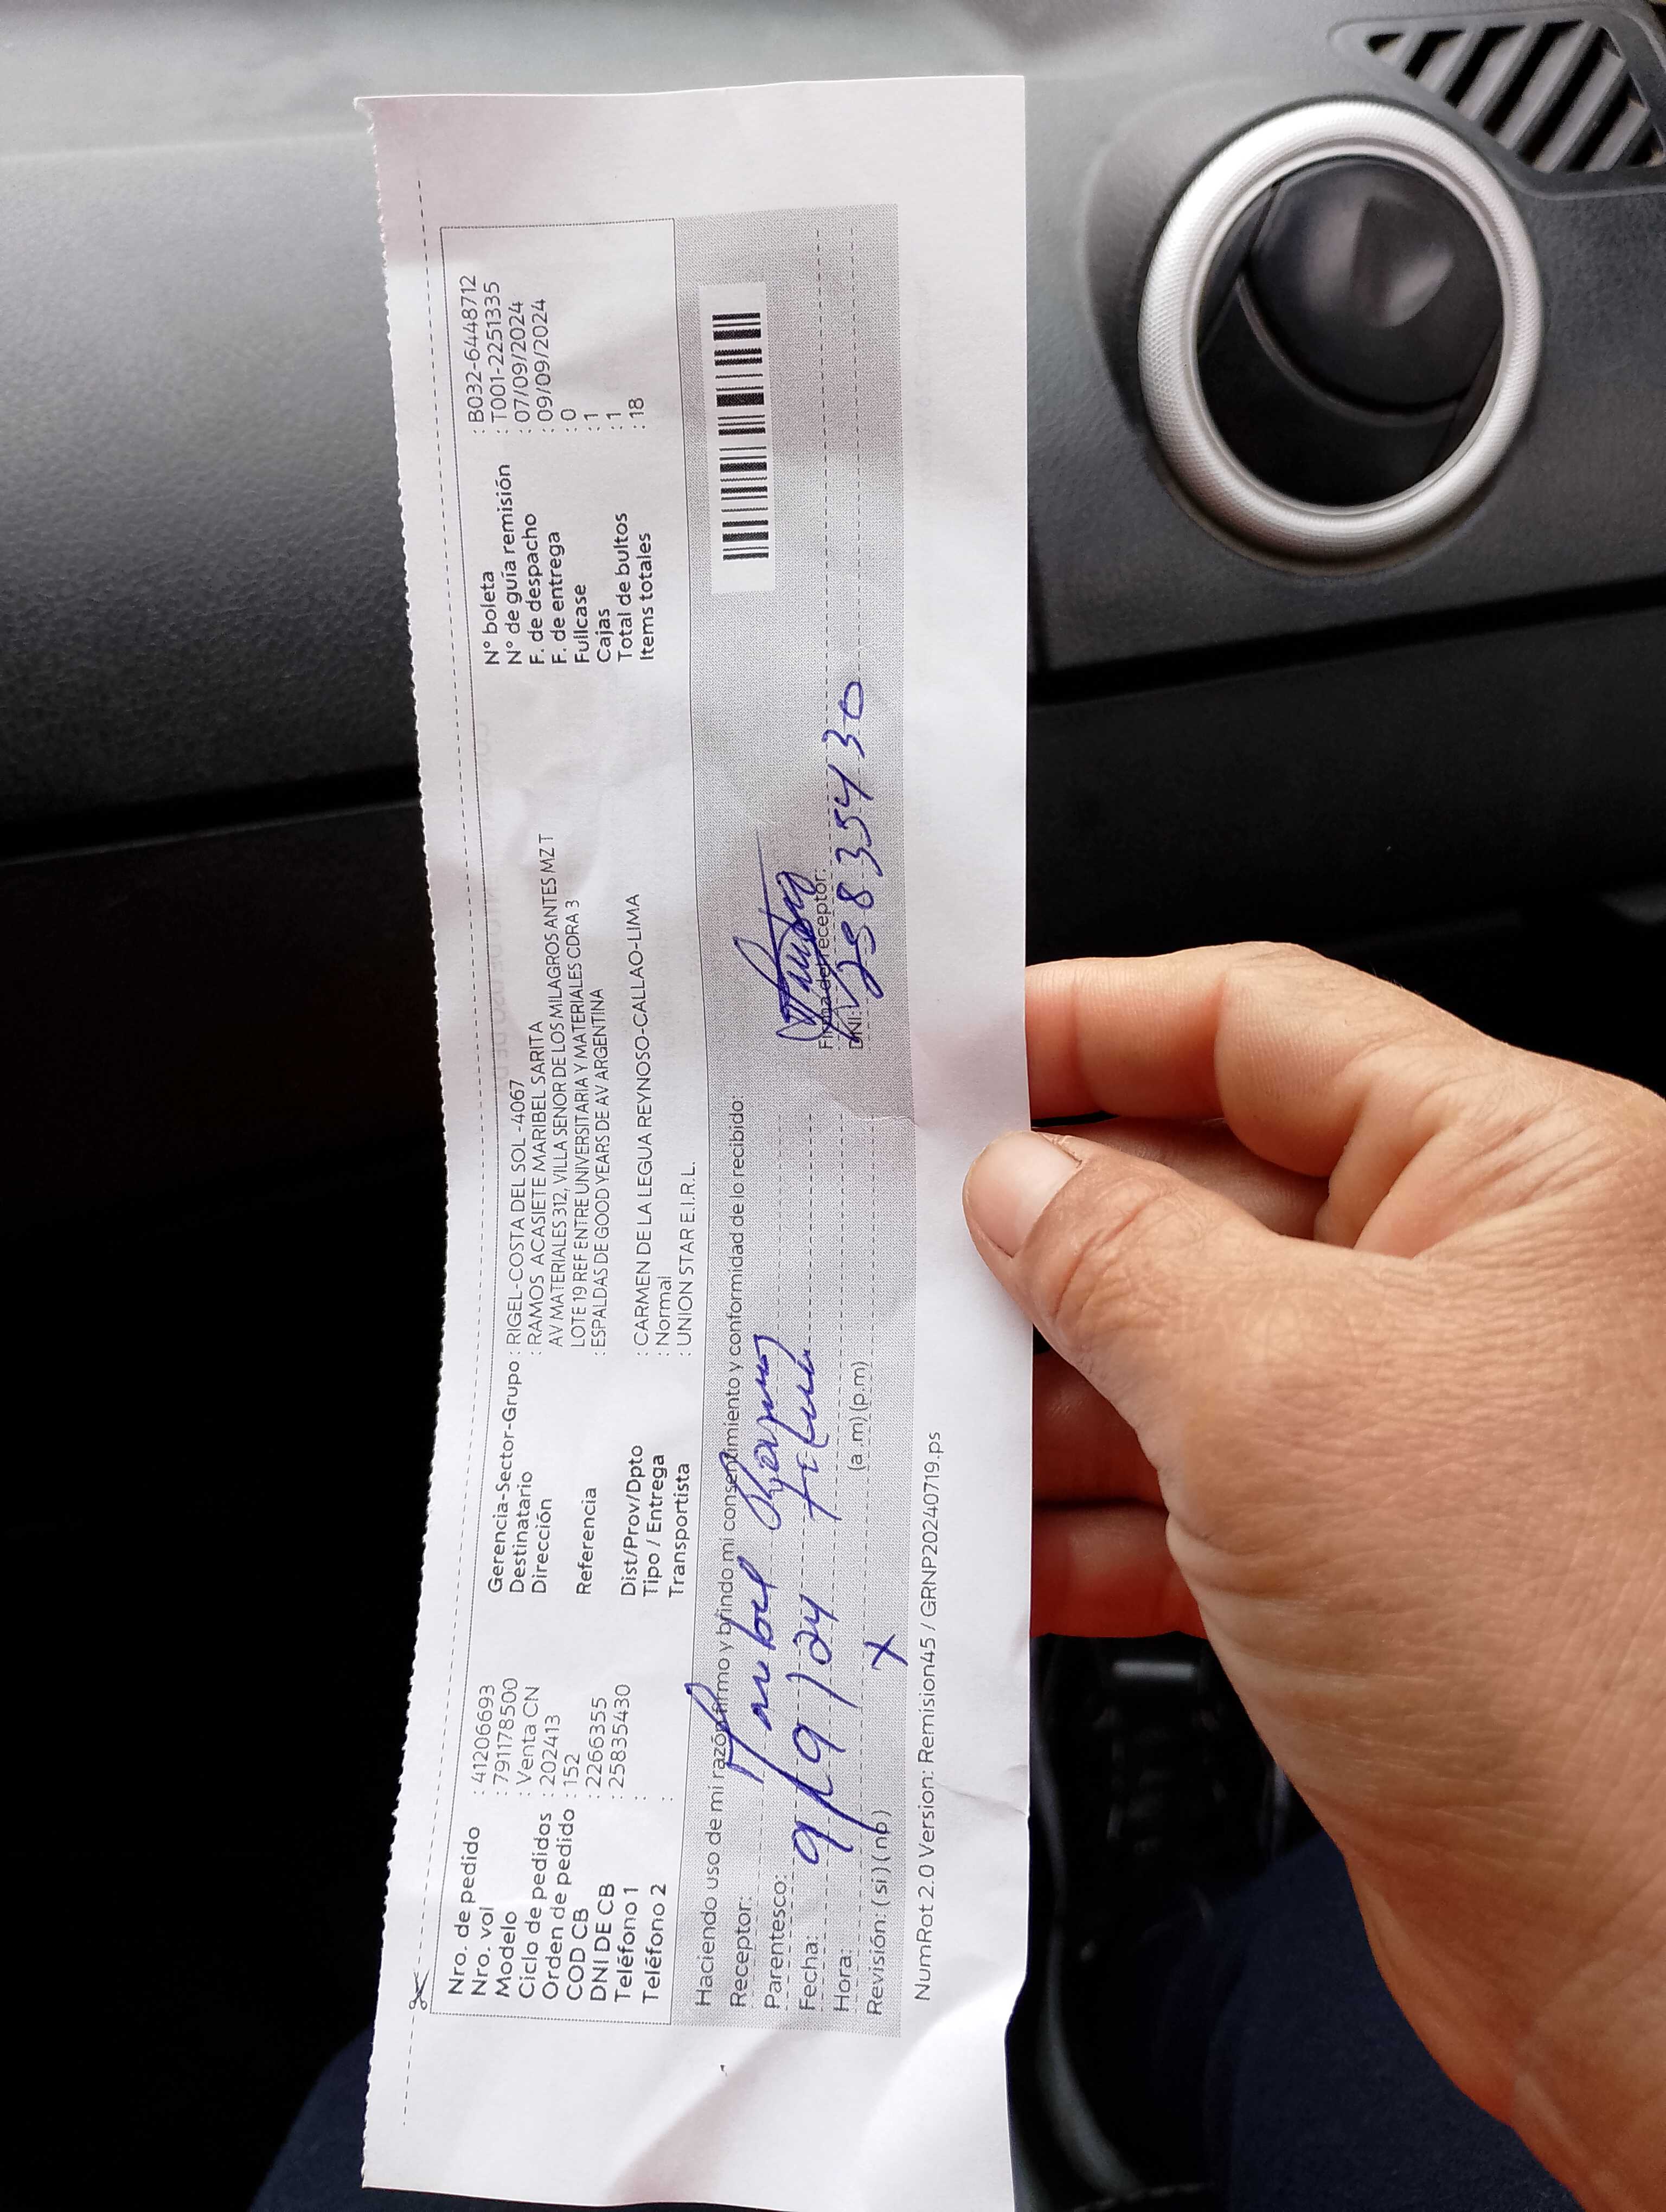 Nro. de pedido : 41206693
Nro. vol : 791178500
Modelo : Venta CN
Ciclo de pedidos : 202413
Orden de pedido : 152
COD CB : 2266355
DNI DE CB : 25835430
Teléfono 1 :
Teléfono 2 :
Gerencia-Sector-Grupo : RIGEL-COSTA DEL SOL -4067
Destinatario : RAMOS ACASIETE MARIBEL SARITA
Dirección AV MATERIALES 312, VILLA SENOR DE LOS MILAGROS ANTES MZ T
LOTE 19 REF ENTRE UNIVERSITARIA Y MATERIALES CDRA 3
Referencia : ESPALDAS DE GOODYEARS DE AV ARGENTINA
Dist/Prov/Dpto : CARMEN DE LA LEGUA REYNOSO-CALLAO-LIMA
Tipo / Entrega : Normal
Transportista : UNION STAR E.I.R.L.
N° boleta : B032-6448712
N° de guía remisión : T001-2251335
F. de despacho : 07/09/2024
F. de entrega : 09/09/2024
Fullcase : 0
Cajas : 1
Total de bultos : 1
Items totales : 18
Haciendo uso de mi razón firmo y brindo mi consentimiento y conformidad de lo recibido:
Receptor: Maribel Ramos
Parentesco:
Fecha: 9/9/24
Hora: (a.m) (p.m)
Revisión: (si) (no) X
Firma del receptor:
DNI: 25835430
NumRot 2.0 Version: Remision45 / GRNP20240719.ps